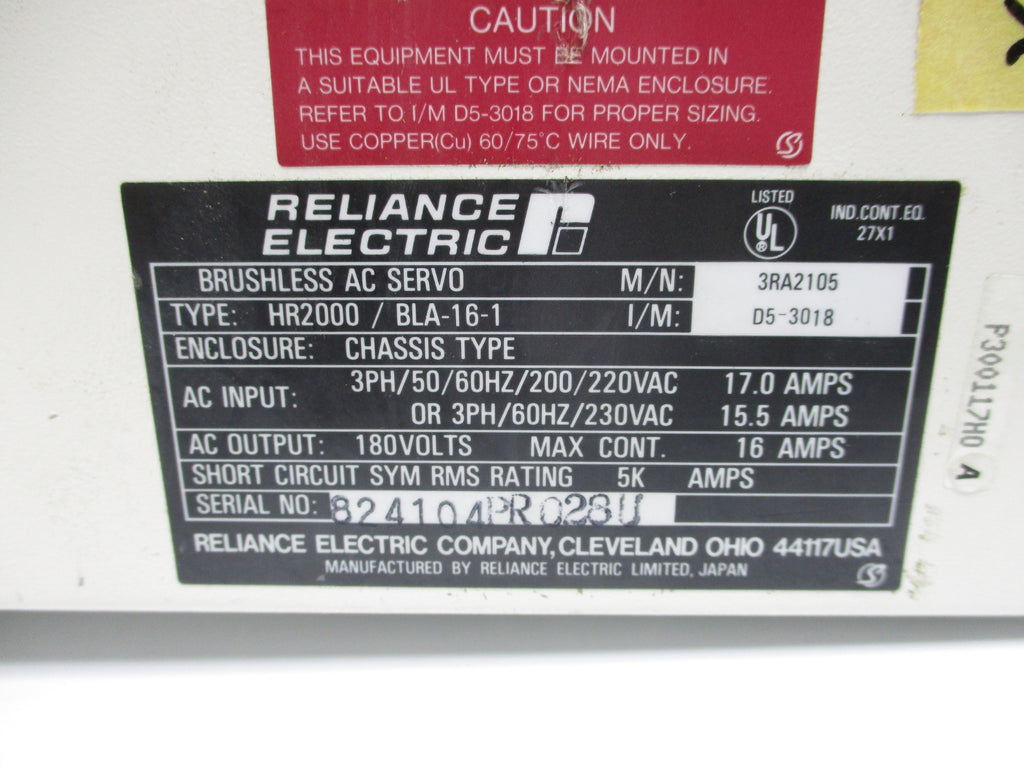 CAUTION
THIS EQUIPMENT MUST BE MOUNTED IN
A SUITABLE UL TYPE OR NEMA ENCLOSURE.
REFER TO I/M D5-3018 FOR PROPER SIZING.
USE COPPER(Cu) 60/75°C WIRE ONLY.
RELIANCE
ELECTRIC
LISTED
UL
®
IND.CONT.EQ.
27X1
BRUSHLESS AC SERVO M/N: 3RA2105
TYPE: HR2000 / BLA-16-1 I/M: D5-3018
ENCLOSURE: CHASSIS TYPE
AC INPUT: 3PH/50/60HZ/200/220VAC 17.0 AMPS
OR 3PH/60HZ/230VAC 15.5 AMPS
AC OUTPUT: 180VOLTS MAX CONT. 16 AMPS
SHORT CIRCUIT SYM RMS RATING 5K AMPS
SERIAL NO: 824104PR028U
RELIANCE ELECTRIC COMPANY, CLEVELAND OHIO 44117USA
MANUFACTURED BY RELIANCE ELECTRIC LIMITED, JAPAN
P300117H0 A